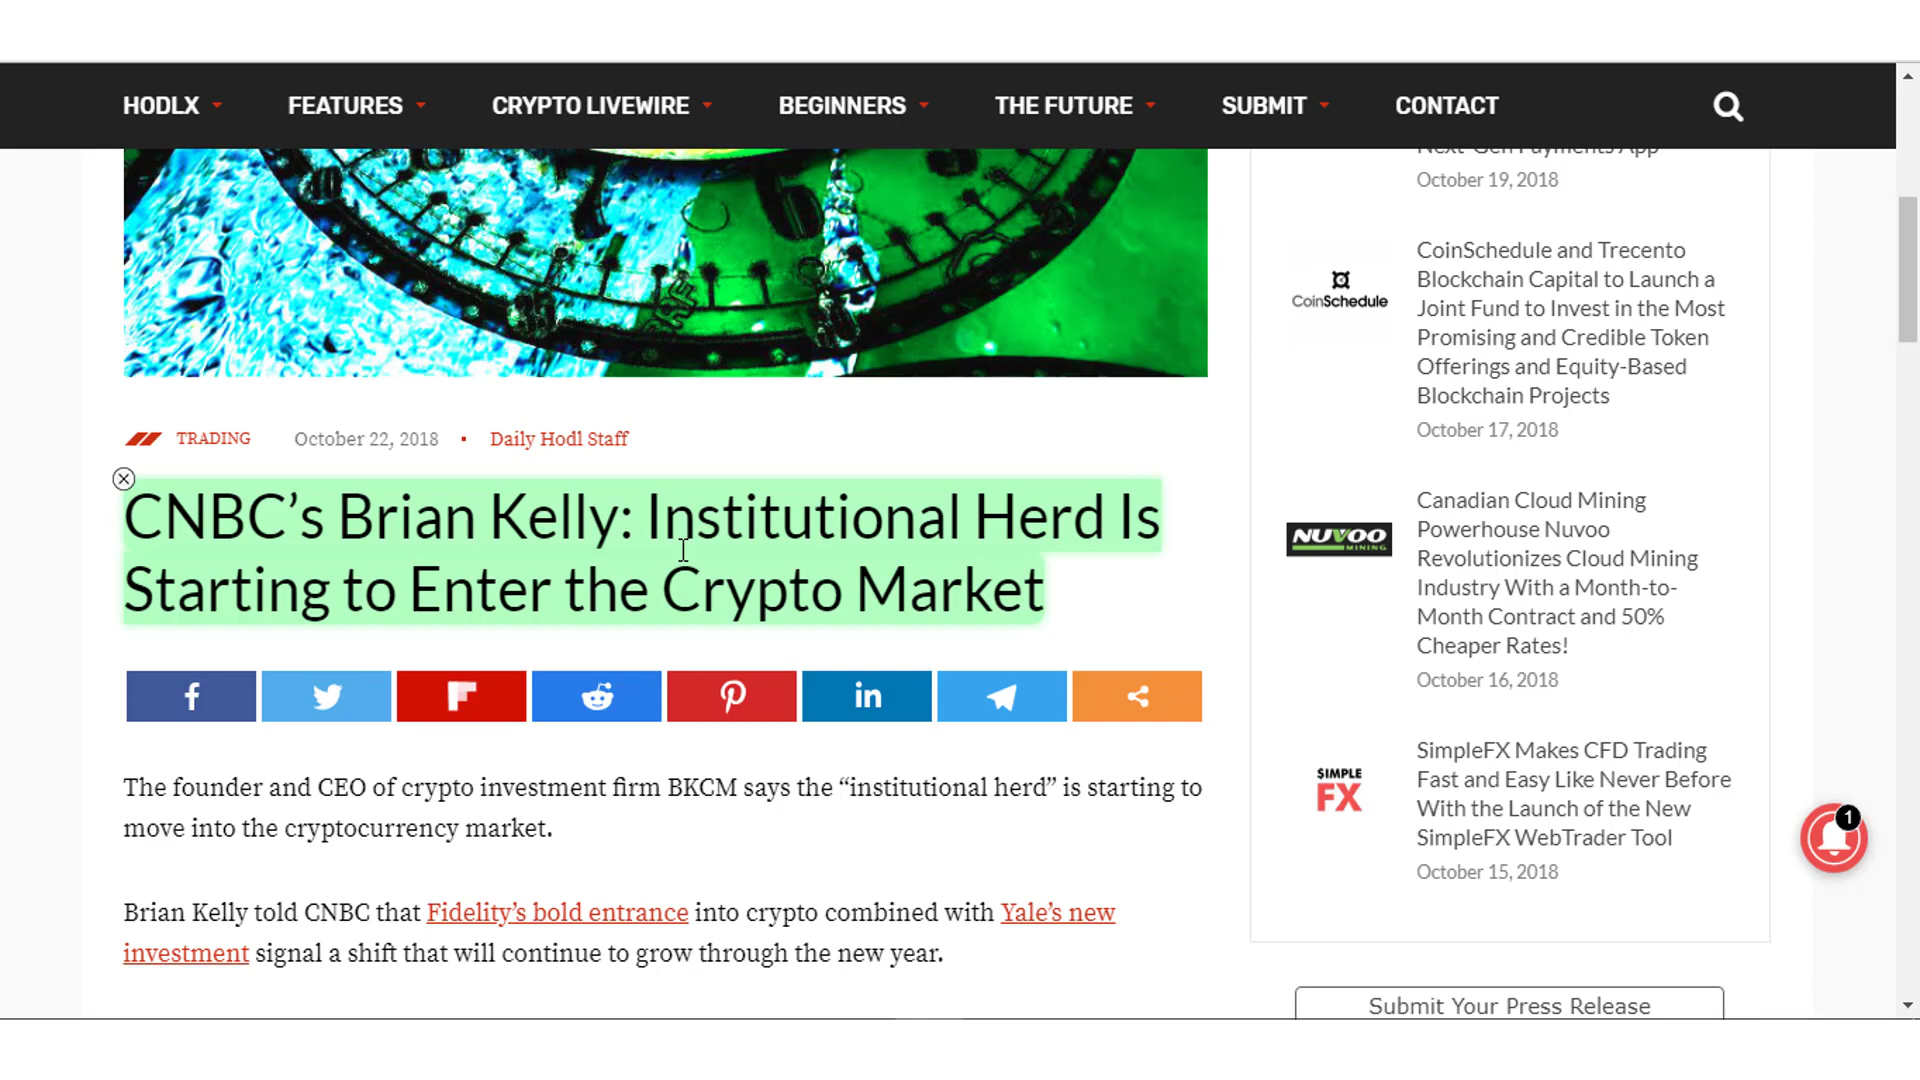 HODLX
FEATURES
CRYPTO LIVEWIRE
BEGINNERS
THE FUTURE
SUBMIT
CONTACT
TRADING
October 22, 2018
Daily Hodl Staff
CNBC’s Brian Kelly: Institutional Herd Is
Starting to Enter the Crypto Market
The founder and CEO of crypto investment firm BKCM says the “institutional herd” is starting to
move into the cryptocurrency market.
Brian Kelly told CNBC that Fidelity’s bold entrance into crypto combined with Yale’s new
investment signal a shift that will continue to grow through the new year.
Next-Gen Payments App
October 19, 2018
CoinSchedule
CoinSchedule and Trecento
Blockchain Capital to Launch a
Joint Fund to Invest in the Most
Promising and Credible Token
Offerings and Equity-Based
Blockchain Projects
October 17, 2018
NUVOO
MINING
Canadian Cloud Mining
Powerhouse Nuvoo
Revolutionizes Cloud Mining
Industry With a Month-to-
Month Contract and 50%
Cheaper Rates!
October 16, 2018
SIMPLE
FX
SimpleFX Makes CFD Trading
Fast and Easy Like Never Before
With the Launch of the New
SimpleFX WebTrader Tool
October 15, 2018
1
Submit Your Press Release